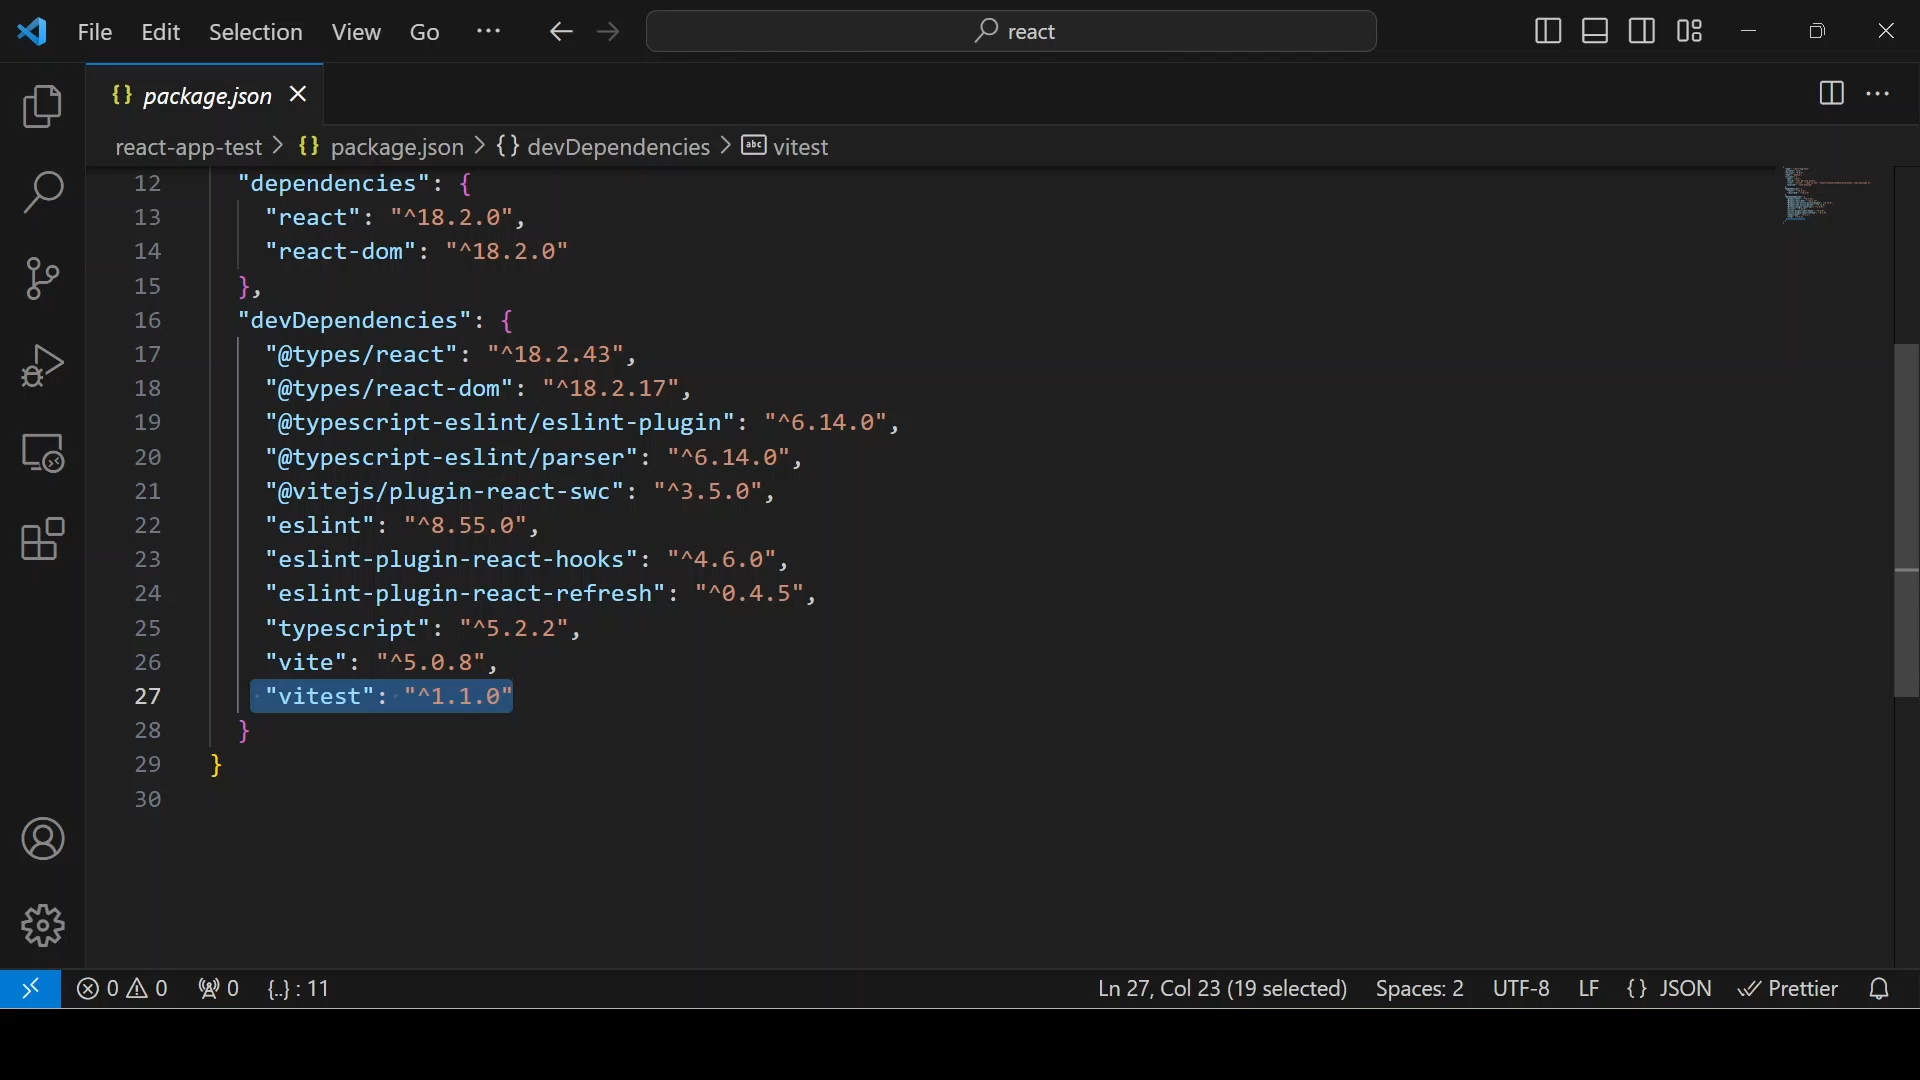 File Edit Selection View Go ··· react
{} package.json
react-app-test > {} package.json > {} devDependencies > abc vitest
12 "dependencies": {
13 "react": "^18.2.0",
14 "react-dom": "^18.2.0"
15 },
16 "devDependencies": {
17 "@types/react": "^18.2.43",
18 "@types/react-dom": "^18.2.17",
19 "@typescript-eslint/eslint-plugin": "^6.14.0",
20 "@typescript-eslint/parser": "^6.14.0",
21 "@vitejs/plugin-react-swc": "^3.5.0",
22 "eslint": "^8.55.0",
23 "eslint-plugin-react-hooks": "^4.6.0",
24 "eslint-plugin-react-refresh": "^0.4.5",
25 "typescript": "^5.2.2",
26 "vite": "^5.0.8",
27 "vitest": "^1.1.0"
28 }
29 }
30
0 0 0 {..} : 11 Ln 27, Col 23 (19 selected) Spaces: 2 UTF-8 LF {} JSON Prettier